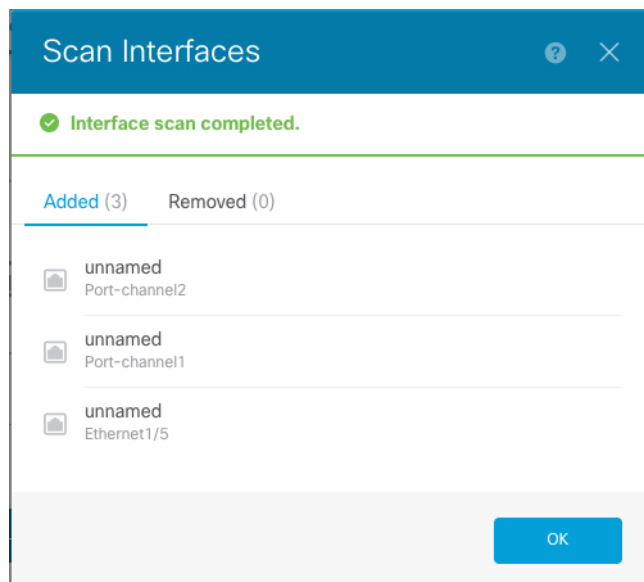 Scan Interfaces
Interface scan completed.
Added (3) Removed (0)
unnamed
Port-channel2
unnamed
Port-channel1
unnamed
Ethernet1/5
OK